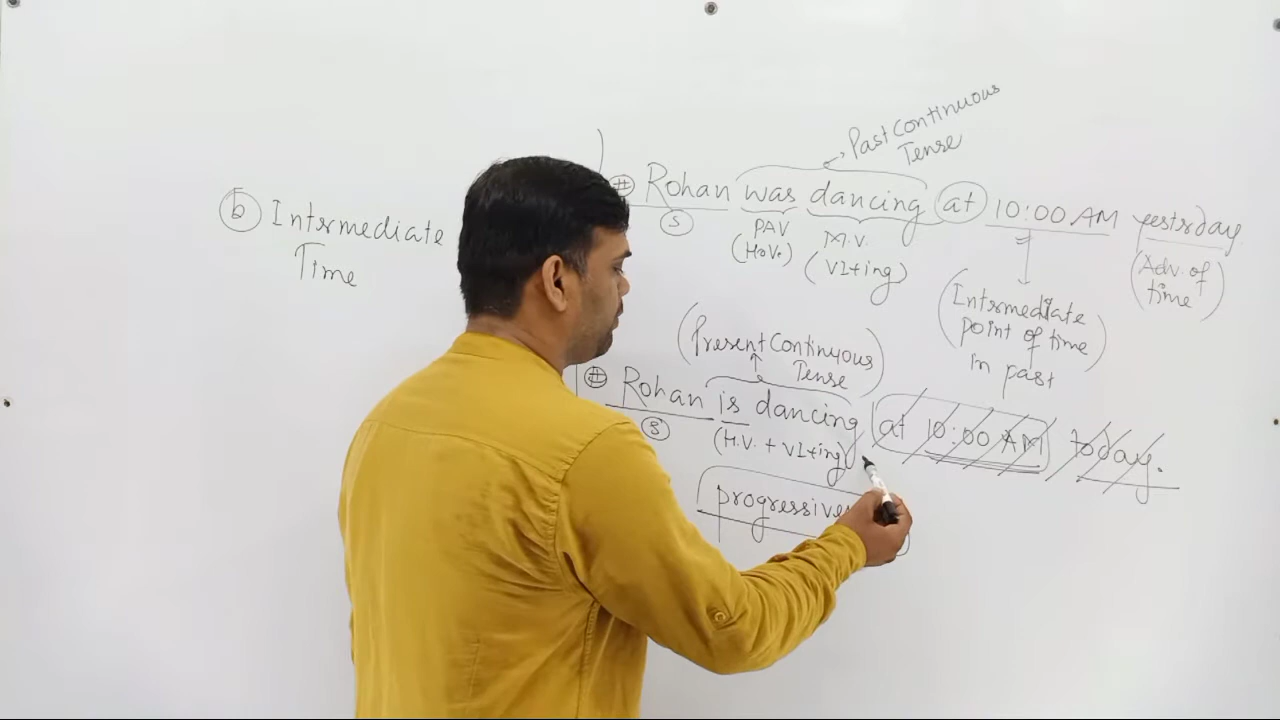 Past Continuous
Tense
(b) Intermediate
Time
# Rohan was dancing at 10:00 AM yesterday
(S)
PAV
(H.V.)
M.V.
(V1+ing)
(Adv. of
time)
(Intermediate
point of time
in past)
(Present Continuous
Tense)
# Rohan is dancing at 10:00 AM today.
(S)
(H.V. + V1+ing)
progressive